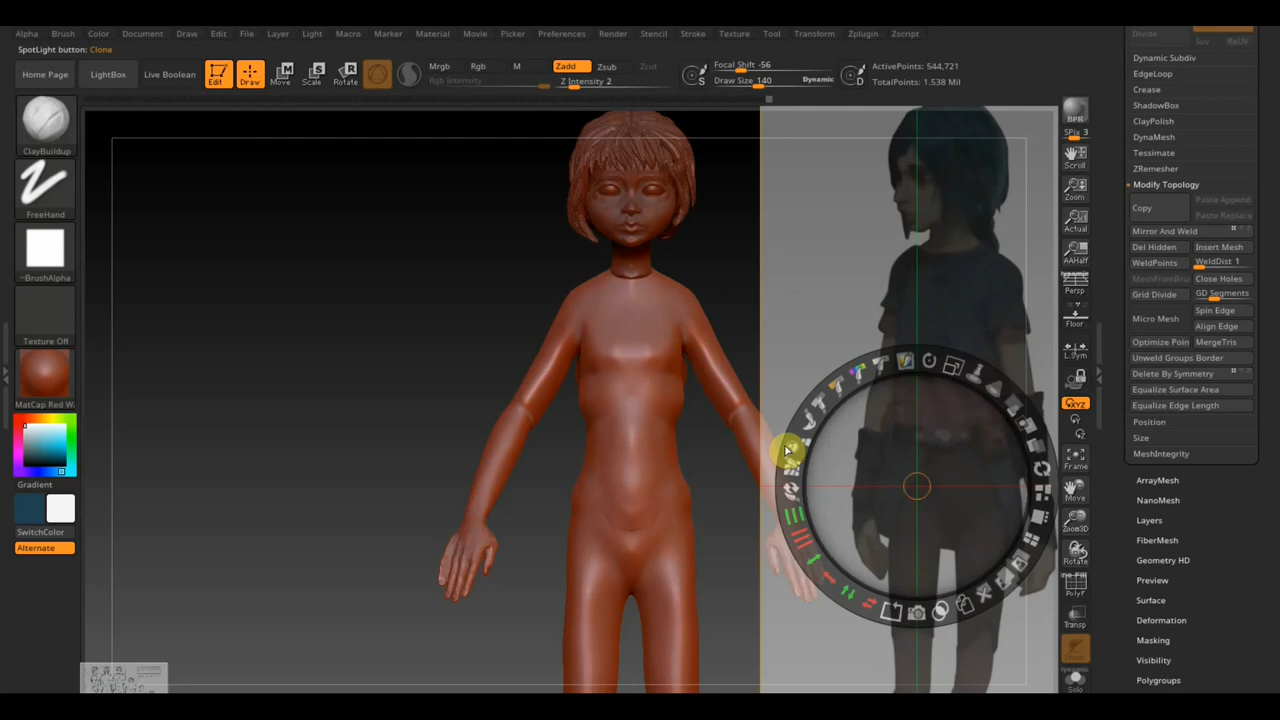 Alpha Brush Color Document Draw Edit File Layer Light Macro Marker Material Movie Picker Preferences Render Stencil Stroke Texture Tool Transform Zplugin Zscript
SpotLight button: Clone
Home Page LightBox Live Boolean Edit Draw Move Scale Rotate
Mrgb Rgb M Zadd Zsub Zcut
Rgb Intensity Z Intensity 2
Focal Shift -56
Draw Size 140 Dynamic
ActivePoints: 544,721
TotalPoints: 1.538 Mil
ClayBuildup
FreeHand
~BrushAlpha
Texture Off
MatCap Red W
Gradient
SwitchColor
Alternate
BPR
SPix 3
Scroll
Zoom
Actual
AAHalf
Dynamic
Persp
Floor
L.Sym
XYZ
Frame
Move
Zoom3D
Rotate
PolyF
Transp
Dynamic
Solo
Divide
Suv ReUV
Dynamic Subdiv
EdgeLoop
Crease
ShadowBox
ClayPolish
DynaMesh
Tessimate
ZRemesher
Modify Topology
Copy Paste Append
Paste Replace
Mirror And Weld
Del Hidden Insert Mesh
WeldPoints WeldDist 1
MeshFromBru Close Holes
Grid Divide GD Segments
Micro Mesh Spin Edge
Align Edge
Optimize Poin MergeTris
Unweld Groups Border
Delete By Symmetry
Equalize Surface Area
Equalize Edge Length
Position
Size
MeshIntegrity
ArrayMesh
NanoMesh
Layers
FiberMesh
Geometry HD
Preview
Surface
Deformation
Masking
Visibility
Polygroups